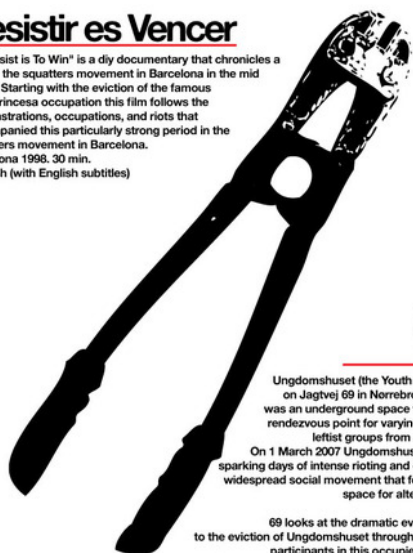 esistir es Vencer
sist is To Win" is a diy documentary that chronicles a
the squatters movement in Barcelona in the mid
Starting with the eviction of the famous
rincesa occupation this film follows the
nstrations, occupations, and riots that
panied this particularly strong period in the
ers movement in Barcelona.
ona 1998. 30 min.
h (with English subtitles)
Ungdomshuset (the Youth
on Jagtvej 69 in Nørrebro
was an underground space
rendezvous point for varyin
leftist groups from
On 1 March 2007 Ungdomshus
sparking days of intense rioting and
widespread social movement that f
space for alte
69 looks at the dramatic ev
to the eviction of Ungdomshuset through
participants in this occupie